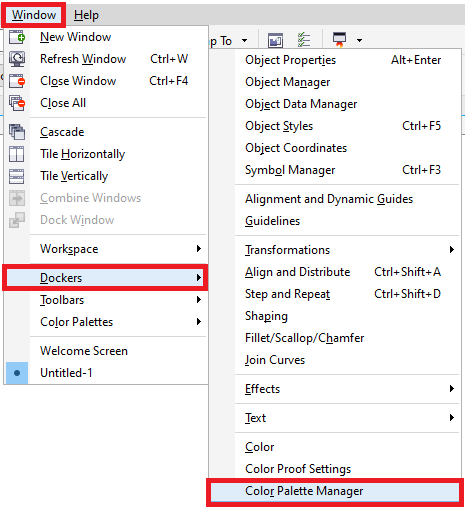 Window Help
New Window
Refresh Window Ctrl+W
Close Window Ctrl+F4
Close All
Cascade
Tile Horizontally
Tile Vertically
Combine Windows
Dock Window
Workspace
Dockers
Toolbars
Color Palettes
Welcome Screen
Untitled-1
p To
Object Properties Alt+Enter
Object Manager
Object Data Manager
Object Styles Ctrl+F5
Object Coordinates
Symbol Manager Ctrl+F3
Alignment and Dynamic Guides
Guidelines
Transformations
Align and Distribute Ctrl+Shift+A
Step and Repeat Ctrl+Shift+D
Shaping
Fillet/Scallop/Chamfer
Join Curves
Effects
Text
Color
Color Proof Settings
Color Palette Manager